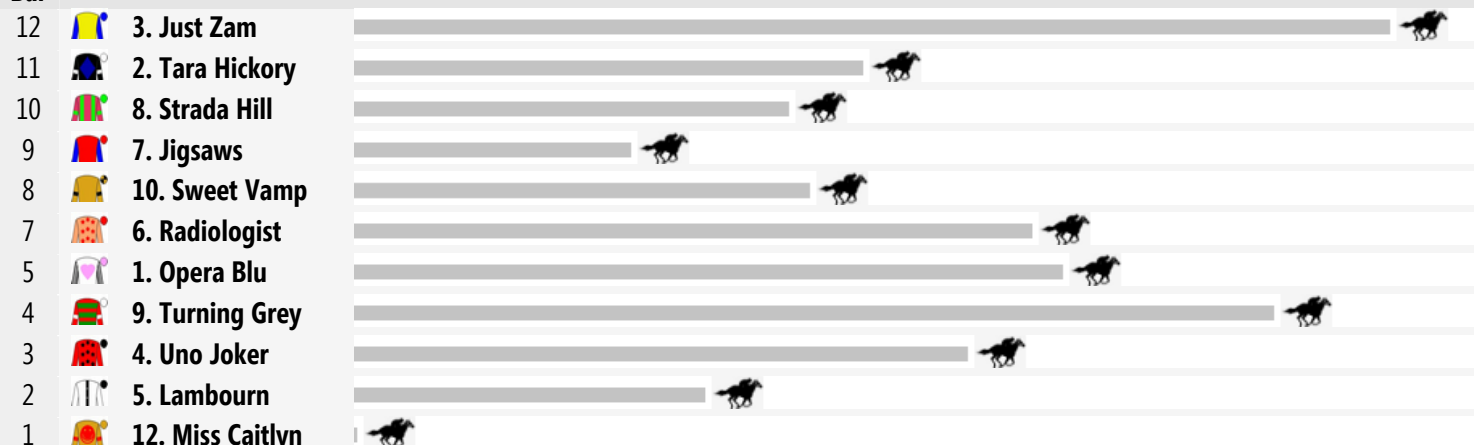 12 3. Just Zam
11 2. Tara Hickory
10 8. Strada Hill
9 7. Jigsaws
8 10. Sweet Vamp
7 6. Radiologist
5 1. Opera Blu
4 9. Turning Grey
3 4. Uno Joker
2 5. Lambourn
1 12. Miss Caitlyn